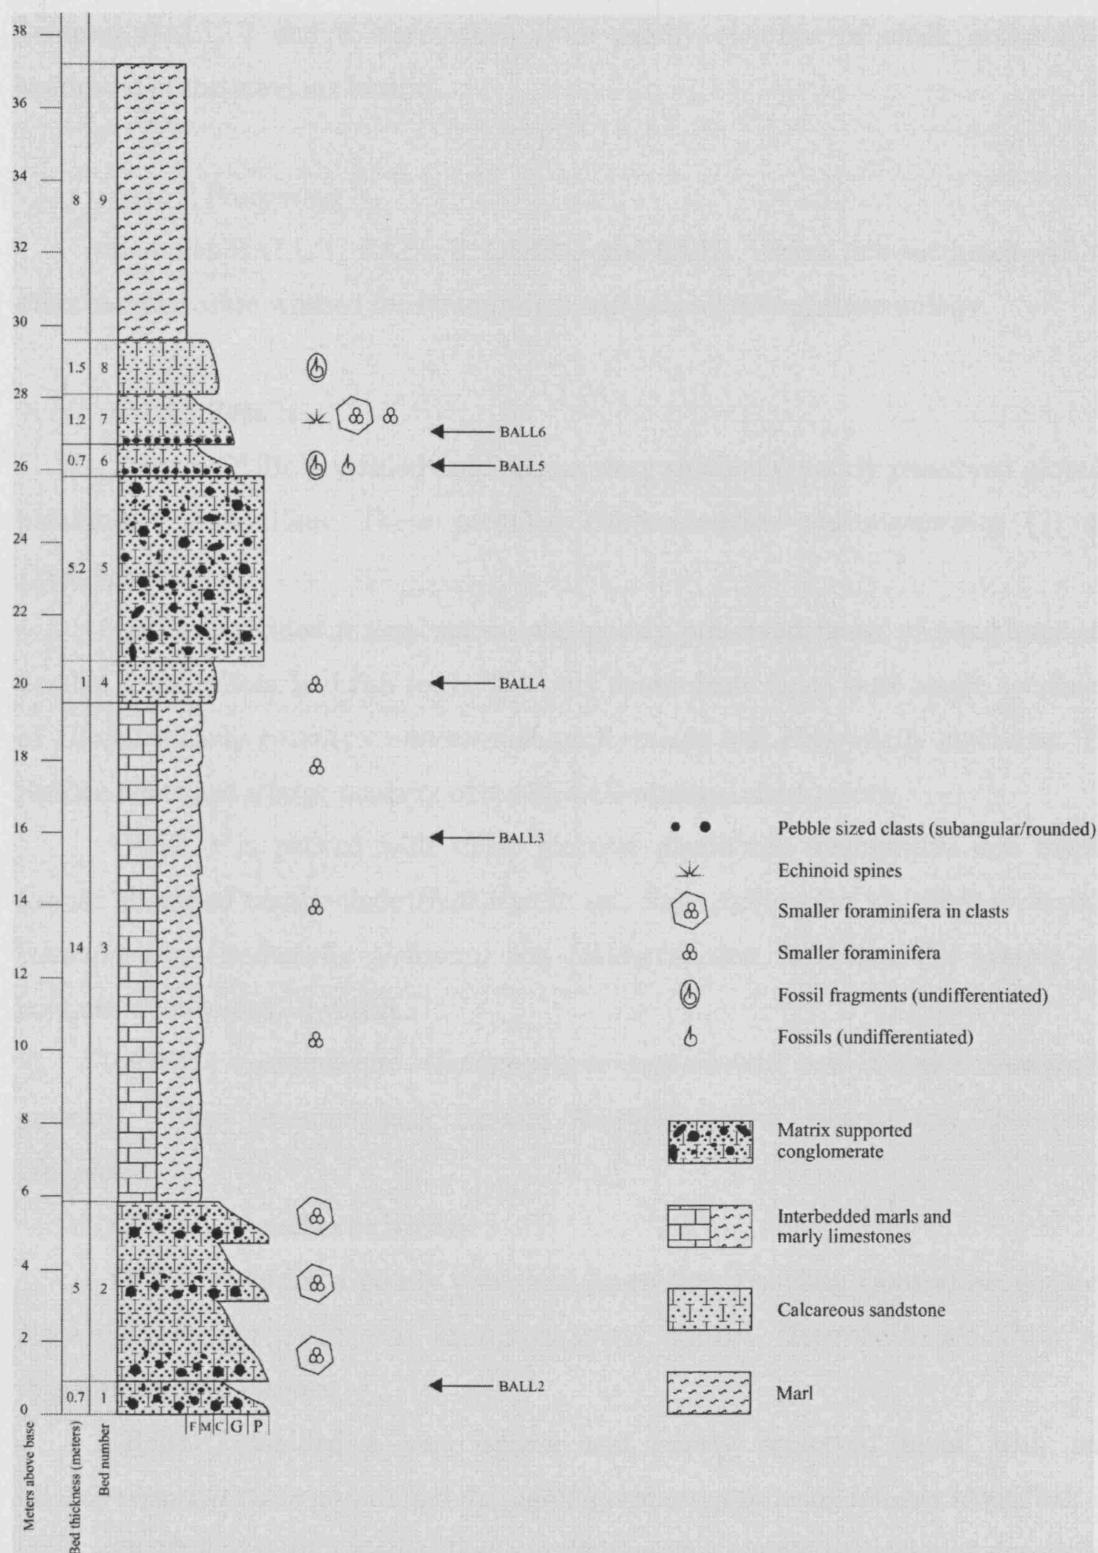 38
36
34
8 9
32
30
1.5 8
28
1.2 7
BALL6
0.7 6
26
BALL5
24
5.2 5
22
1 4
20
BALL4
18
16
BALL3
14
14 3
12
10
8
6
4
5 2
2
BALL2
0.7 1
0
F M C G P
Meters above base
Bed thickness (meters)
Bed number
Pebble sized clasts (subangular/rounded)
Echinoid spines
Smaller foraminifera in clasts
Smaller foraminifera
Fossil fragments (undifferentiated)
Fossils (undifferentiated)
Matrix supported
conglomerate
Interbedded marls and
marly limestones
Calcareous sandstone
Marl